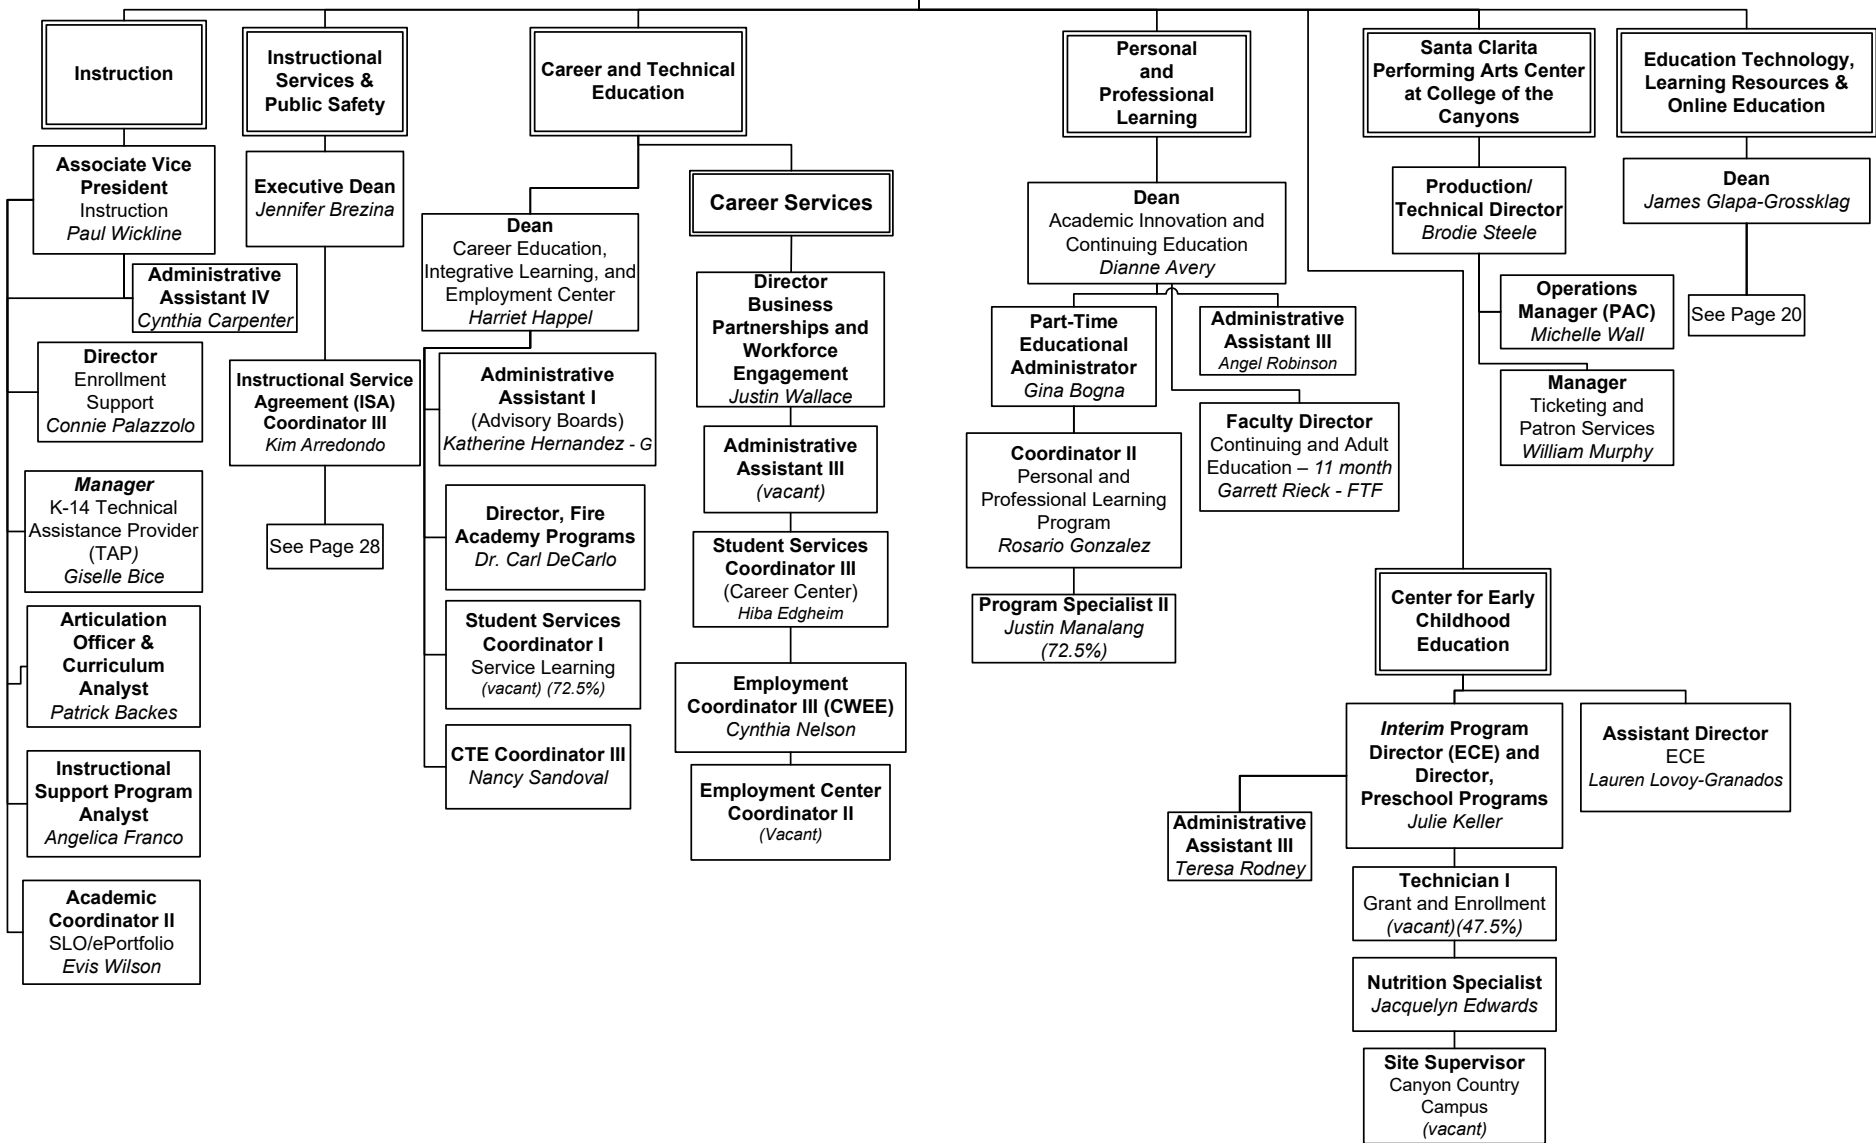 Instruction
Associate Vice
President
Instruction
Paul Wickline
Administrative
Assistant IV
Cynthia Carpenter
Director
Enrollment
Support
Connie Palazzolo
Manager
K-14 Technical
Assistance Provider
(TAP)
Giselle Bice
Articulation
Officer &
Curriculum
Analyst
Patrick Backes
Instructional
Support Program
Analyst
Angelica Franco
Academic
Coordinator II
SLO/ePortfolio
Evis Wilson
Instructional
Services &
Public Safety
Executive Dean
Jennifer Brezina
Instructional Service
Agreement (ISA)
Coordinator III
Kim Arredondo
See Page 28
Career and Technical
Education
Dean
Career Education,
Integrative Learning, and
Employment Center
Harriet Happel
Administrative
Assistant I
(Advisory Boards)
Katherine Hernandez - G
Director, Fire
Academy Programs
Dr. Carl DeCarlo
Student Services
Coordinator I
Service Learning
(vacant) (72.5%)
CTE Coordinator III
Nancy Sandoval
Career Services
Director
Business
Partnerships and
Workforce
Engagement
Justin Wallace
Administrative
Assistant III
(vacant)
Student Services
Coordinator III
(Career Center)
Hiba Edgheim
Employment
Coordinator III (CWEE)
Cynthia Nelson
Employment Center
Coordinator II
(Vacant)
Personal
and
Professional
Learning
Dean
Academic Innovation and
Continuing Education
Dianne Avery
Part-Time
Educational
Administrator
Gina Bogna
Coordinator II
Personal and
Professional Learning
Program
Rosario Gonzalez
Program Specialist II
Justin Manalang
(72.5%)
Administrative
Assistant III
Angel Robinson
Faculty Director
Continuing and Adult
Education – 11 month
Garrett Rieck - FTF
Santa Clarita
Performing Arts Center
at College of the
Canyons
Production/
Technical Director
Brodie Steele
Operations
Manager (PAC)
Michelle Wall
Manager
Ticketing and
Patron Services
William Murphy
Education Technology,
Learning Resources &
Online Education
Dean
James Glapa-Grossklag
See Page 20
Center for Early
Childhood
Education
Interim Program
Director (ECE) and
Director,
Preschool Programs
Julie Keller
Assistant Director
ECE
Lauren Lovoy-Granados
Administrative
Assistant III
Teresa Rodney
Technician I
Grant and Enrollment
(vacant)(47.5%)
Nutrition Specialist
Jacquelyn Edwards
Site Supervisor
Canyon Country
Campus
(vacant)